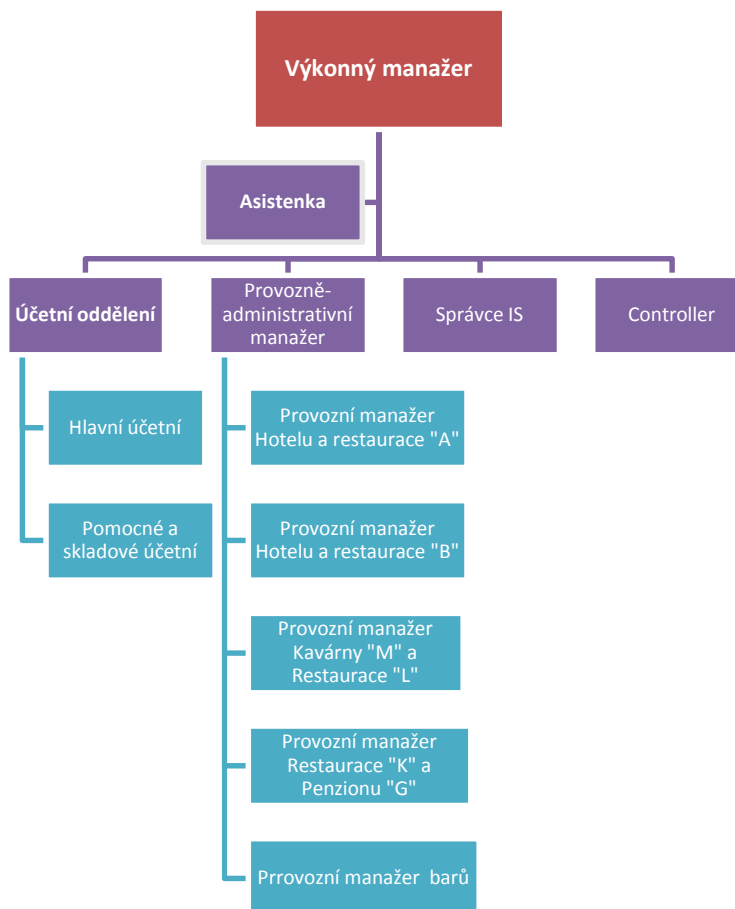 Výkonný manažer
Asistenka
Účetní oddělení
Provozně-
administrativní
manažer
Správce IS
Controller
Hlavní účetní
Pomocné a
skladové účetní
Provozní manažer
Hotelu a restaurace "A"
Provozní manažer
Hotelu a restaurace "B"
Provozní manažer
Kavárny "M" a
Restaurace "L"
Provozní manažer
Restaurace "K" a
Penzionu "G"
Prrovozní manažer  barů